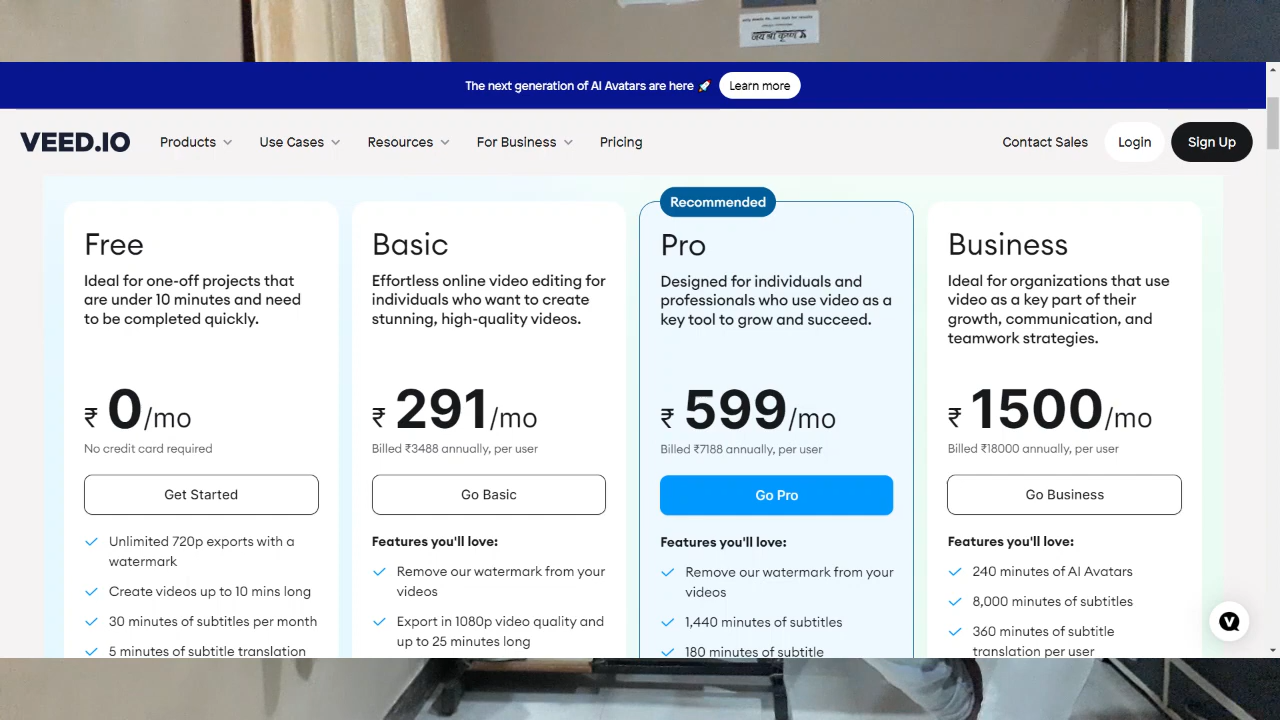 जय श्री कृष्ण
The next generation of AI Avatars are here 🚀 Learn more
VEED.IO Products Use Cases Resources For Business Pricing Contact Sales Login Sign Up
Recommended
Free
Ideal for one-off projects that
are under 10 minutes and need
to be completed quickly.
₹ 0/mo
No credit card required
Get Started
Unlimited 720p exports with a
watermark
Create videos up to 10 mins long
30 minutes of subtitles per month
5 minutes of subtitle translation
Basic
Effortless online video editing for
individuals who want to create
stunning, high-quality videos.
₹ 291/mo
Billed ₹3488 annually, per user
Go Basic
Features you'll love:
Remove our watermark from your
videos
Export in 1080p video quality and
up to 25 minutes long
Pro
Designed for individuals and
professionals who use video as a
key tool to grow and succeed.
₹ 599/mo
Billed ₹7188 annually, per user
Go Pro
Features you'll love:
Remove our watermark from your
videos
1,440 minutes of subtitles
180 minutes of subtitle
Business
Ideal for organizations that use
video as a key part of their
growth, communication, and
teamwork strategies.
₹ 1500/mo
Billed ₹18000 annually, per user
Go Business
Features you'll love:
240 minutes of AI Avatars
8,000 minutes of subtitles
360 minutes of subtitle
translation per user